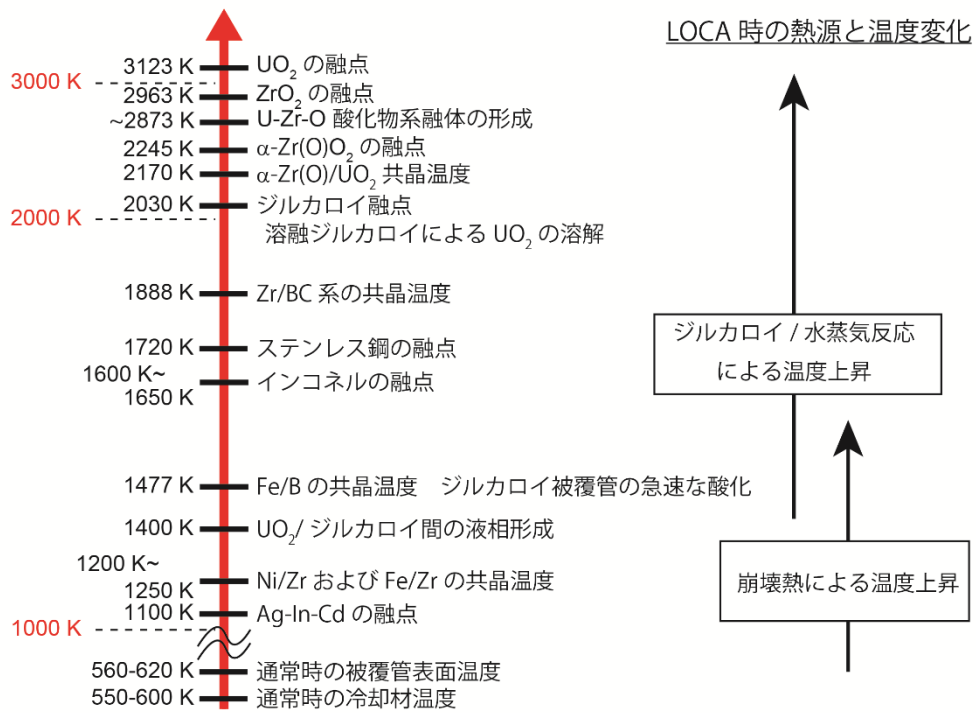 LOCA 時の熱源と温度変化
3123 K UO₂ の融点
3000 K
2963 K ZrO₂ の融点
~2873 K U-Zr-O 酸化物系融体の形成
2245 K α-Zr(O)O₂ の融点
2170 K α-Zr(O)/UO₂ 共晶温度
2030 K ジルカロイ融点
2000 K
溶融ジルカロイによる UO₂ の溶解
1888 K Zr/BC 系の共晶温度
1720 K ステンレス鋼の融点
1600 K~
1650 K インコネルの融点
1477 K Fe/B の共晶温度 ジルカロイ被覆管の急速な酸化
1400 K UO₂/ ジルカロイ間の液相形成
1200 K~
1250 K Ni/Zr および Fe/Zr の共晶温度
1100 K Ag-In-Cd の融点
1000 K
560-620 K 通常時の被覆管表面温度
550-600 K 通常時の冷却材温度
ジルカロイ / 水蒸気反応
による温度上昇
崩壊熱による温度上昇